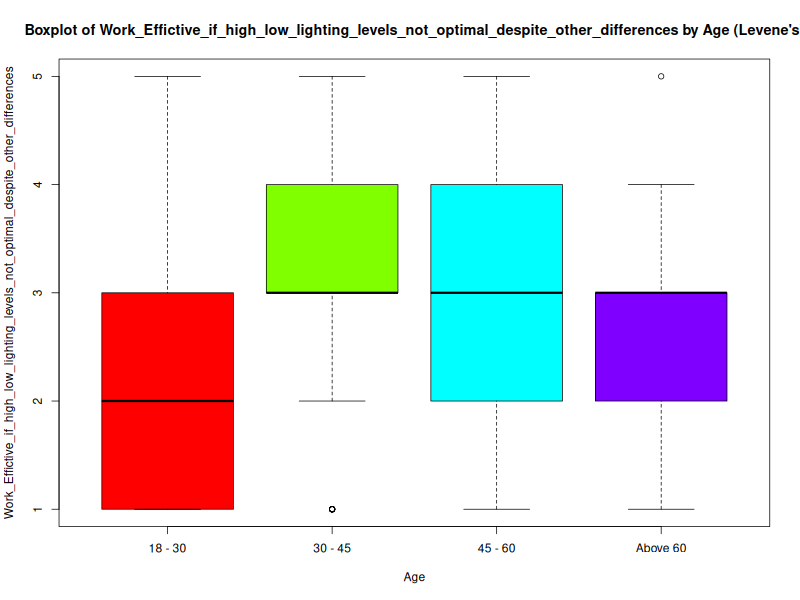 Boxplot of Work_Effictive_if_high_low_lighting_levels_not_optimal_despite_other_differences by Age (Levene's
Work_Effictive_if_high_low_lighting_levels_not_optimal_despite_other_differences
5
4
3
2
1
18 - 30
30 - 45
45 - 60
Above 60
Age